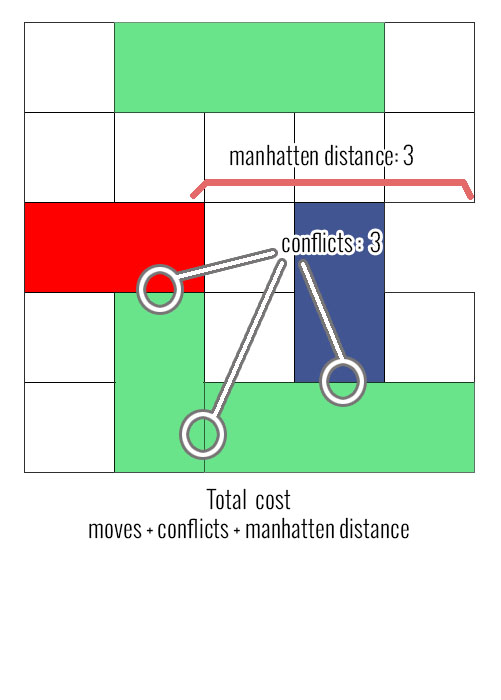 manhatten distance: 3
conflicts: 3
Total cost
moves + conflicts + manhatten distance